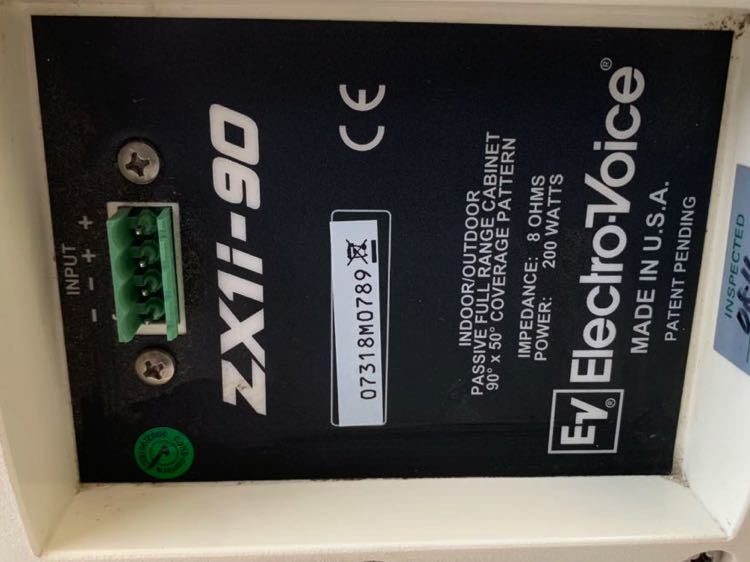 INPUT
- - + +
ZX1i-90
CE
07318M0789
INDOOR/OUTDOOR
PASSIVE FULL RANGE CABINET
90° x 50° COVERAGE PATTERN
IMPEDANCE: 8 OHMS
POWER: 200 WATTS
EV® Electro-Voice®
MADE IN U.S.A.
PATENT PENDING
INSPECTED